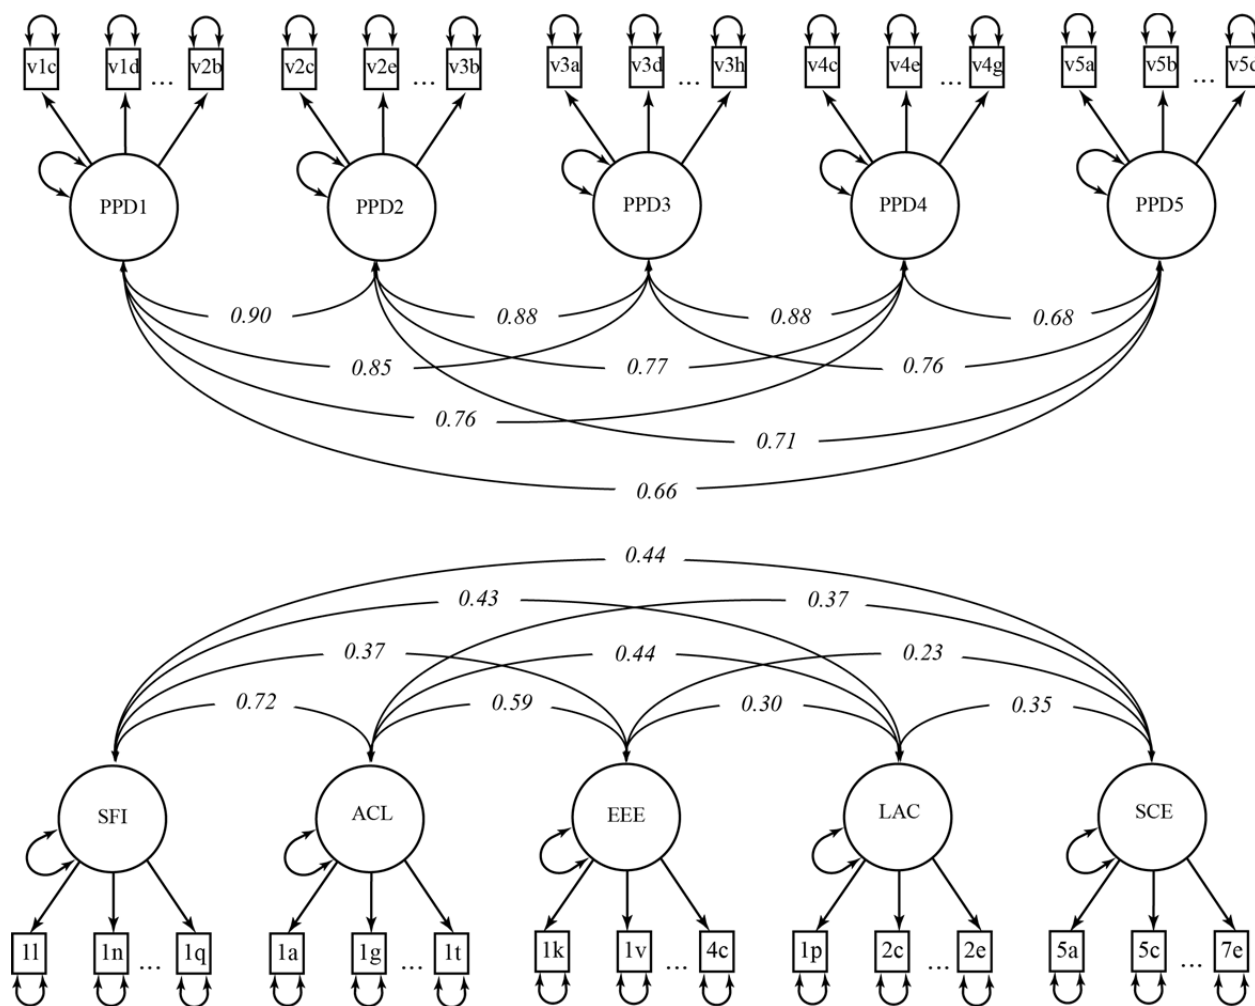 v1c v1d ... v2b v2c v2e ... v3b v3a v3d ... v3h v4c v4e ... v4g v5a v5b ... v5d
PPD1 PPD2 PPD3 PPD4 PPD5
0.90 0.88 0.88 0.68
0.85 0.77 0.76
0.76
0.71
0.66
0.44
0.43 0.37
0.37 0.44 0.23
0.72 0.59 0.30 0.35
SFI ACL EEE LAC SCE
1l 1n ... 1q 1a 1g ... 1t 1k 1v ... 4c 1p 2c ... 2e 5a 5c ... 7e